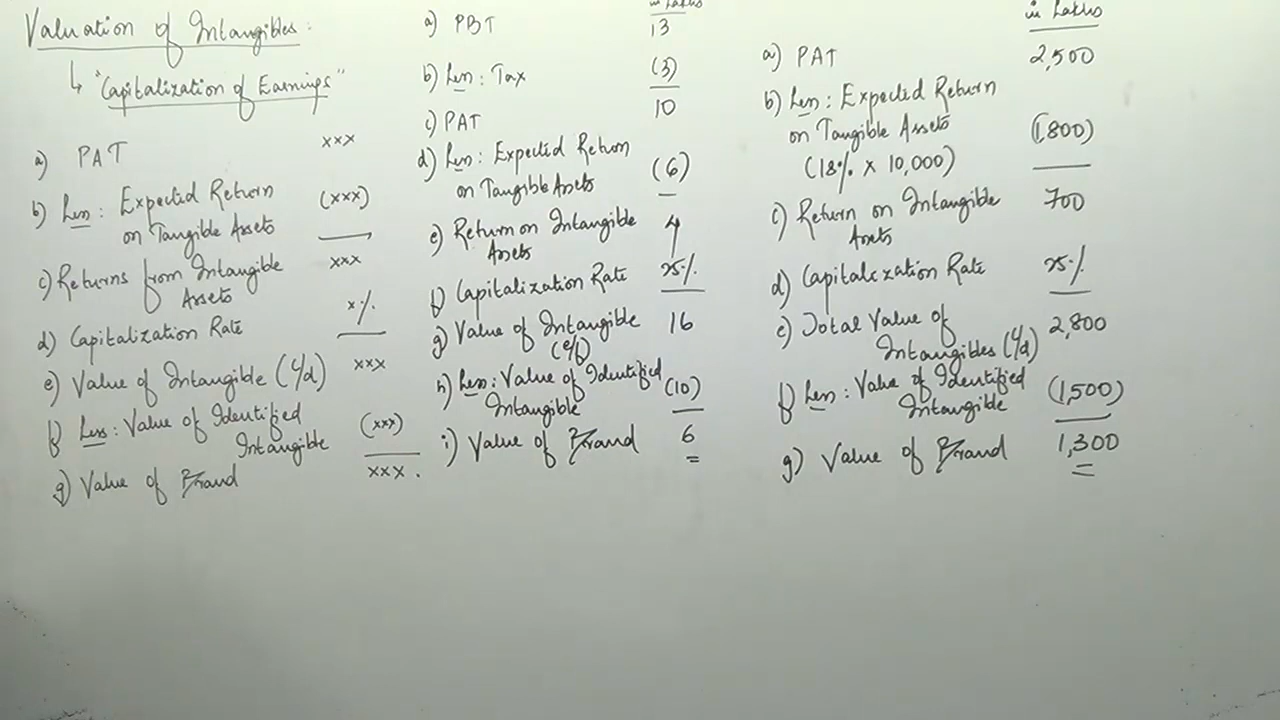 Valuation of Intangibles:
↳ "Capitalization of Earnings"
a) PAT xxx
b) Less: Expected Return (xxx)
on Tangible Assets
c) Returns from Intangible xxx
Assets
d) Capitalization Rate x%
e) Value of Intangible (c/d) xxx
f) Less: Value of Identified (xxx)
Intangible
g) Value of Brand xxx.
in Lakhs
a) PBT 13
b) Less: Tax (3)
c) PAT 10
d) Less: Expected Return (6)
on Tangible Assets
e) Return on Intangible 4
Assets
f) Capitalization Rate 25%
g) Value of Intangible 16
(e/f)
h) Less: Value of Identified (10)
Intangible
i) Value of Brand 6
in Lakhs
a) PAT 2,500
b) Less: Expected Return
on Tangible Assets (1,800)
(18% x 10,000)
c) Return on Intangible 700
Assets
d) Capitalization Rate 25%
e) Total Value of 2,800
Intangibles (c/d)
f) Less: Value of Identified (1,500)
Intangible
g) Value of Brand 1,300